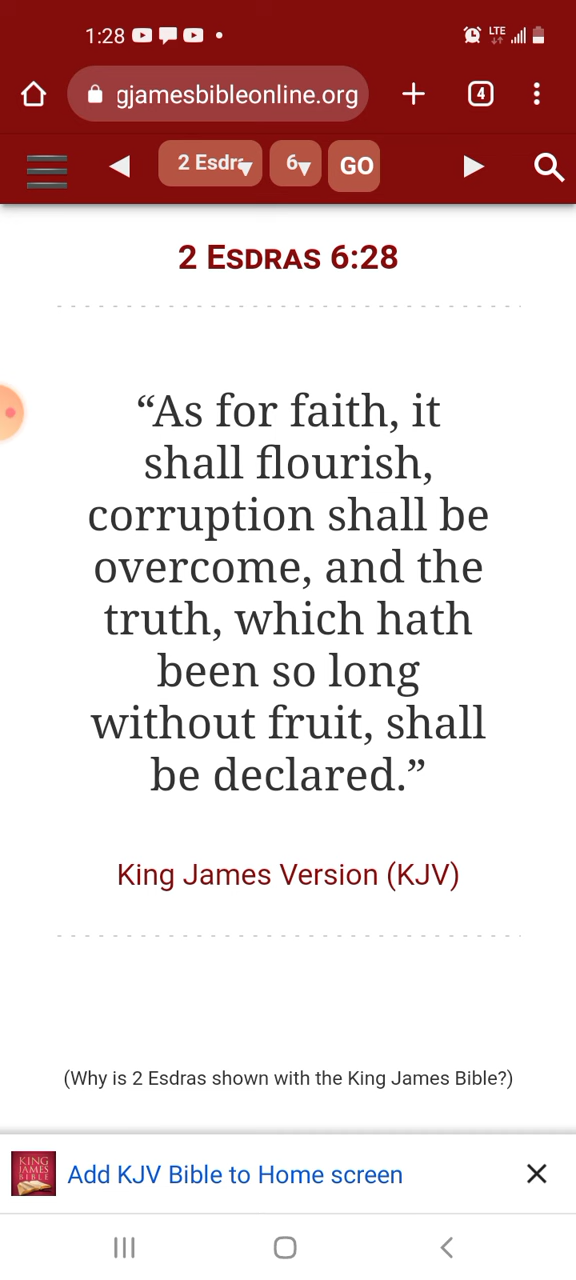 1:28
LTE
gjamesbibleonline.org
4
2 Esdr
6
GO
2 ESDRAS 6:28
“As for faith, it
shall flourish,
corruption shall be
overcome, and the
truth, which hath
been so long
without fruit, shall
be declared.”
King James Version (KJV)
(Why is 2 Esdras shown with the King James Bible?)
KING
JAMES
BIBLE
Add KJV Bible to Home screen